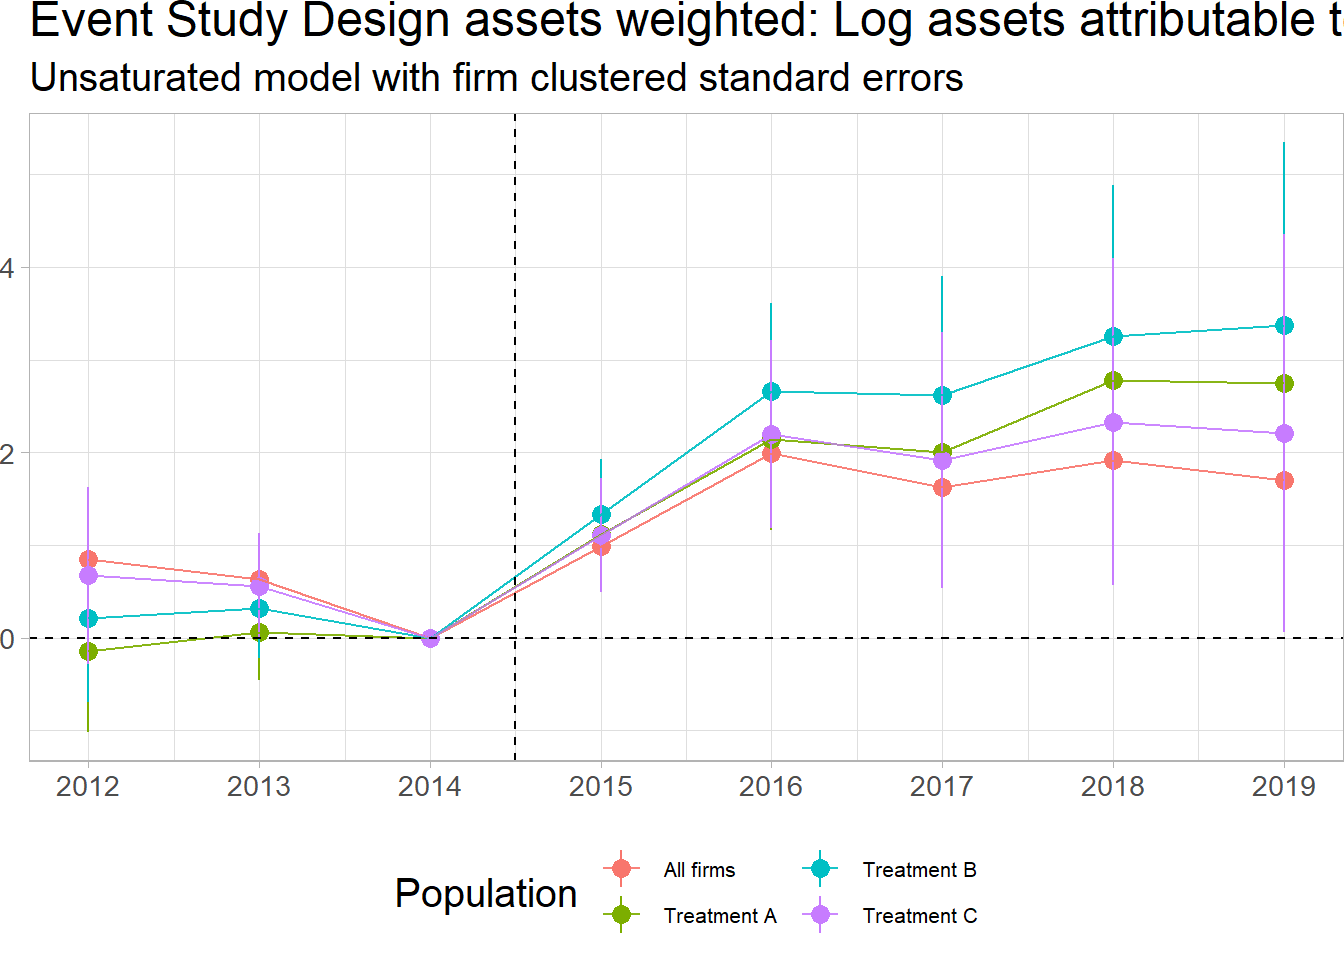 Event Study Design assets weighted: Log assets attributable t
Unsaturated model with firm clustered standard errors
4
2
0
2012 2013 2014 2015 2016 2017 2018 2019
Population
All firms
Treatment A
Treatment B
Treatment C